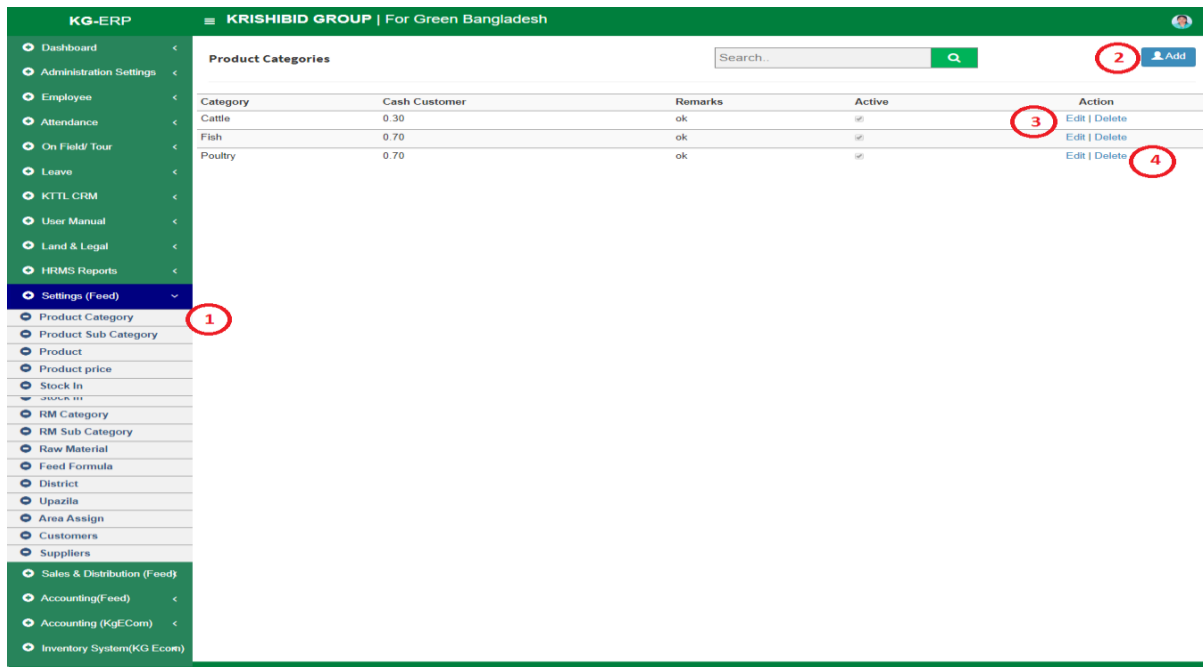 KG-ERP
KRISHIBID GROUP | For Green Bangladesh
Dashboard
Administration Settings
Employee
Attendance
On Field/ Tour
Leave
KTTL CRM
User Manual
Land & Legal
HRMS Reports
Settings (Feed)
Product Category
1
Product Sub Category
Product
Product price
Stock In
Stock In
RM Category
RM Sub Category
Raw Material
Feed Formula
District
Upazila
Area Assign
Customers
Suppliers
Sales & Distribution (Feed)
Accounting(Feed)
Accounting (KgECom)
Inventory System(KG Ecom)
Product Categories
Search..
2
Add
Category Cash Customer Remarks Active Action
Cattle 0.30 ok 3 Edit | Delete
Fish 0.70 ok Edit | Delete
Poultry 0.70 ok Edit | Delete 4